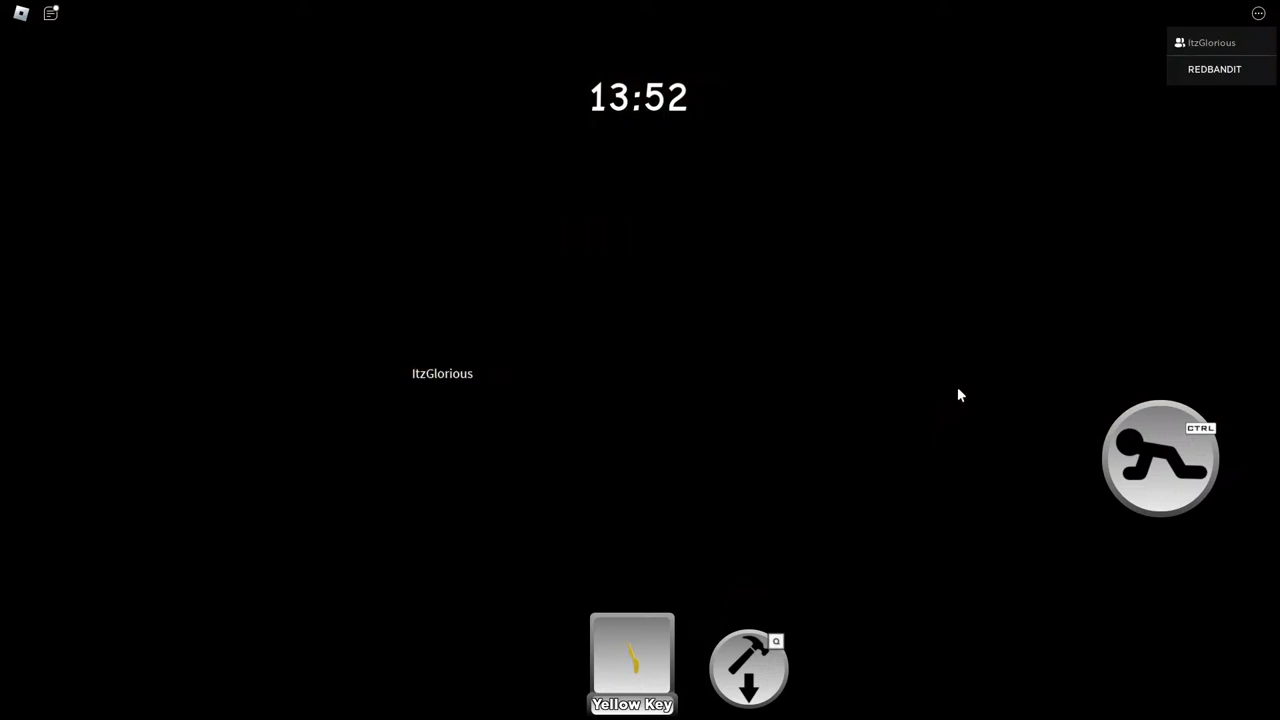 ItzGlorious
REDBANDIT
13:52
ItzGlorious
CTRL
Q
Yellow Key